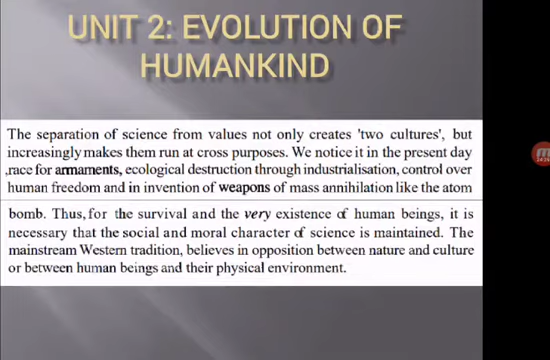 UNIT 2: EVOLUTION OF
HUMANKIND
The separation of science from values not only creates 'two cultures', but
increasingly makes them run at cross purposes. We notice it in the present day
,race for armaments, ecological destruction through industrialisation, control over
human freedom and in invention of weapons of mass annihilation like the atom
bomb. Thus, for the survival and the very existence of human beings, it is
necessary that the social and moral character of science is maintained. The
mainstream Western tradition, believes in opposition between nature and culture
or between human beings and their physical environment.